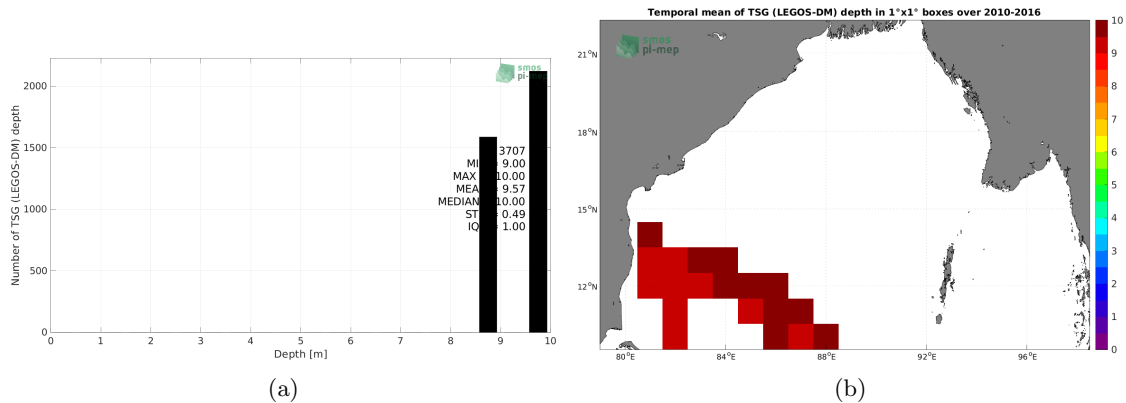 smos
pi-mep
Number of TSG (LEGOS-DM) depth
2000
1500
1000
500
0
3707
MI = 9.00
MAX 10.00
MEA = 9.57
MEDIAN 10.00
ST = 0.49
IQ = 1.00
0 1 2 3 4 5 6 7 8 9 10
Depth [m]
(a)
Temporal mean of TSG (LEGOS-DM) depth in 1°x1° boxes over 2010-2016
smos
pi-mep
21°N
18°N
15°N
12°N
80°E 84°E 88°E 92°E 96°E
10
9
8
7
6
5
4
3
2
1
0
(b)